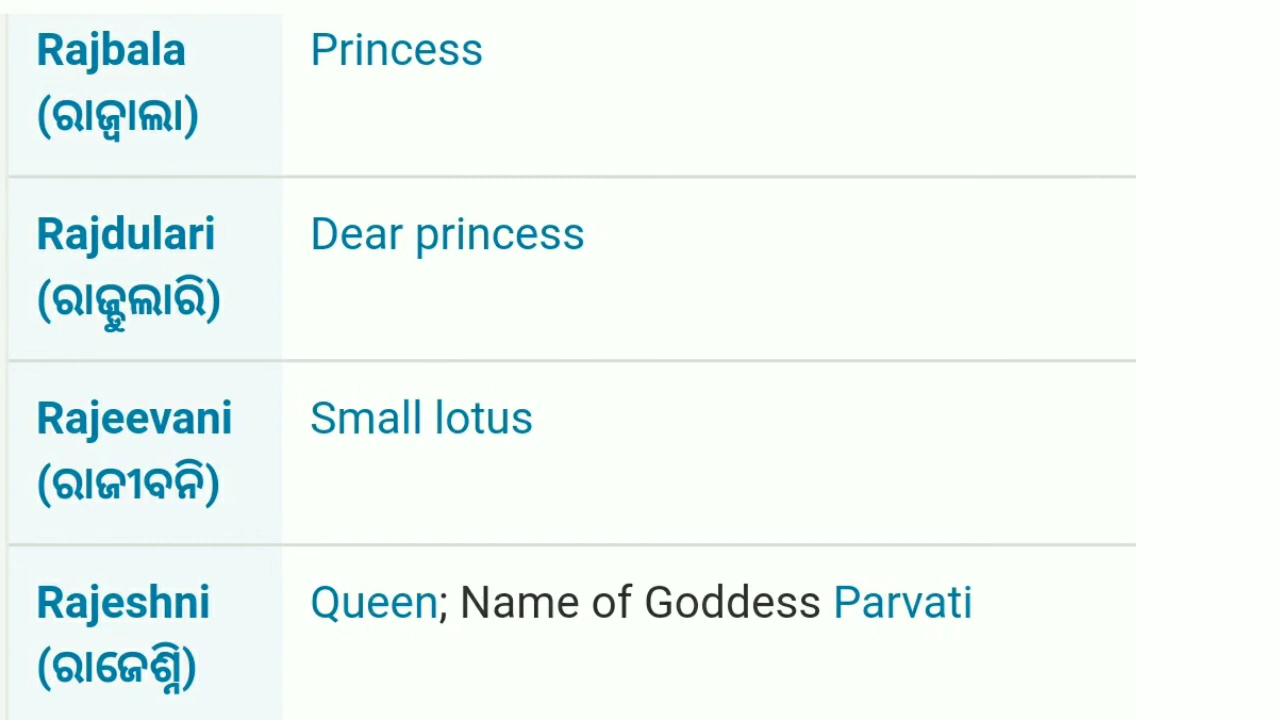 Rajbala Princess
(ରାଜ୍ବାଲା)
Rajdulari Dear princess
(ରାଜ୍ଡୁଲାରି)
Rajeevani Small lotus
(ରାଜୀବନି)
Rajeshni Queen; Name of Goddess Parvati
(ରାଜେଶ୍ନି)